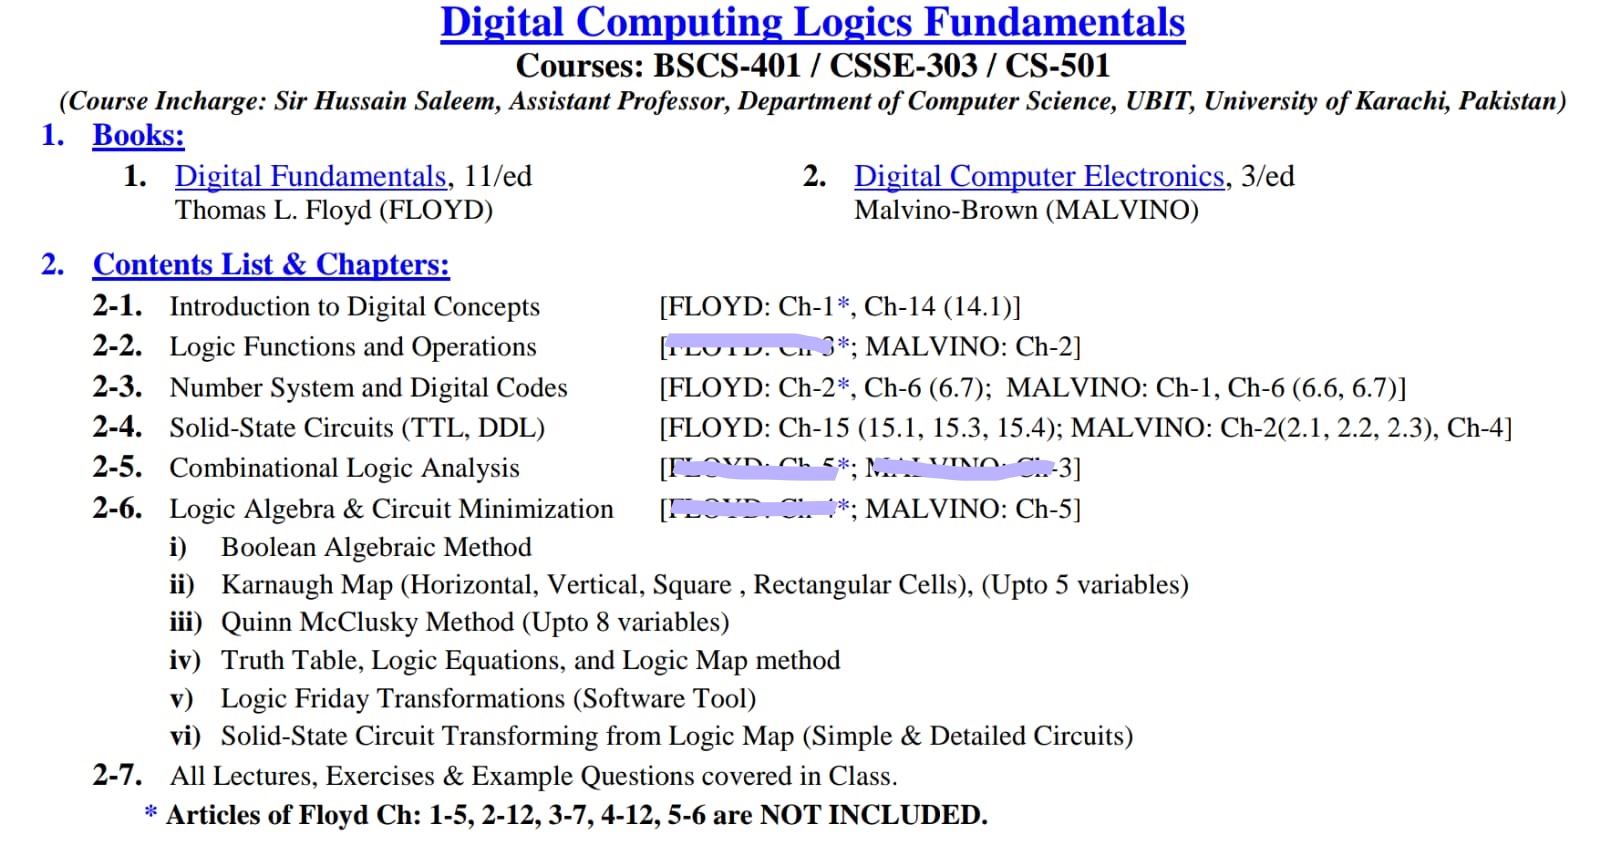 Digital Computing Logics Fundamentals
Courses: BSCS-401 / CSSE-303 / CS-501
(Course Incharge: Sir Hussain Saleem, Assistant Professor, Department of Computer Science, UBIT, University of Karachi, Pakistan)
1. Books:
1. Digital Fundamentals, 11/ed
Thomas L. Floyd (FLOYD)
2. Digital Computer Electronics, 3/ed
Malvino-Brown (MALVINO)
2. Contents List & Chapters:
2-1. Introduction to Digital Concepts [FLOYD: Ch-1*, Ch-14 (14.1)]
2-2. Logic Functions and Operations [*; MALVINO: Ch-2]
2-3. Number System and Digital Codes [FLOYD: Ch-2*, Ch-6 (6.7); MALVINO: Ch-1, Ch-6 (6.6, 6.7)]
2-4. Solid-State Circuits (TTL, DDL) [FLOYD: Ch-15 (15.1, 15.3, 15.4); MALVINO: Ch-2(2.1, 2.2, 2.3), Ch-4]
2-5. Combinational Logic Analysis [*; -3]
2-6. Logic Algebra & Circuit Minimization [*; MALVINO: Ch-5]
i) Boolean Algebraic Method
ii) Karnaugh Map (Horizontal, Vertical, Square , Rectangular Cells), (Upto 5 variables)
iii) Quinn McClusky Method (Upto 8 variables)
iv) Truth Table, Logic Equations, and Logic Map method
v) Logic Friday Transformations (Software Tool)
vi) Solid-State Circuit Transforming from Logic Map (Simple & Detailed Circuits)
2-7. All Lectures, Exercises & Example Questions covered in Class.
* Articles of Floyd Ch: 1-5, 2-12, 3-7, 4-12, 5-6 are NOT INCLUDED.